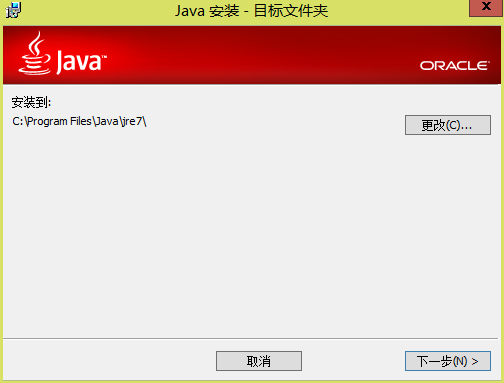 Java 安装 - 目标文件夹
Java™
ORACLE®
安装到:
C:\Program Files\Java\jre7\
更改(C)...
取消
下一步(N) >